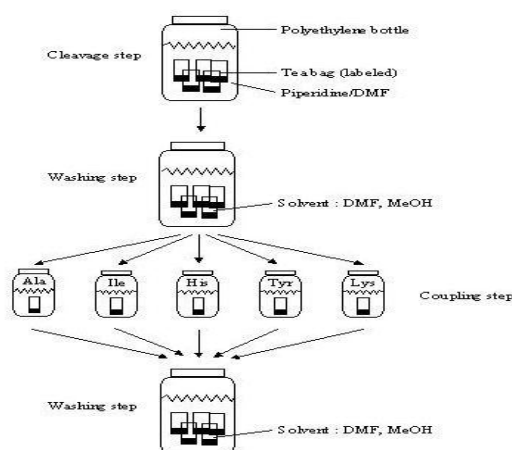 Polyethylene bottle
Cleavage step
Teabag (labeled)
Piperidine/DMF
Washing step
Solvent : DMF, MeOH
Ala Ile His Tyr Lys
Coupling step
Washing step
Solvent : DMF, MeOH